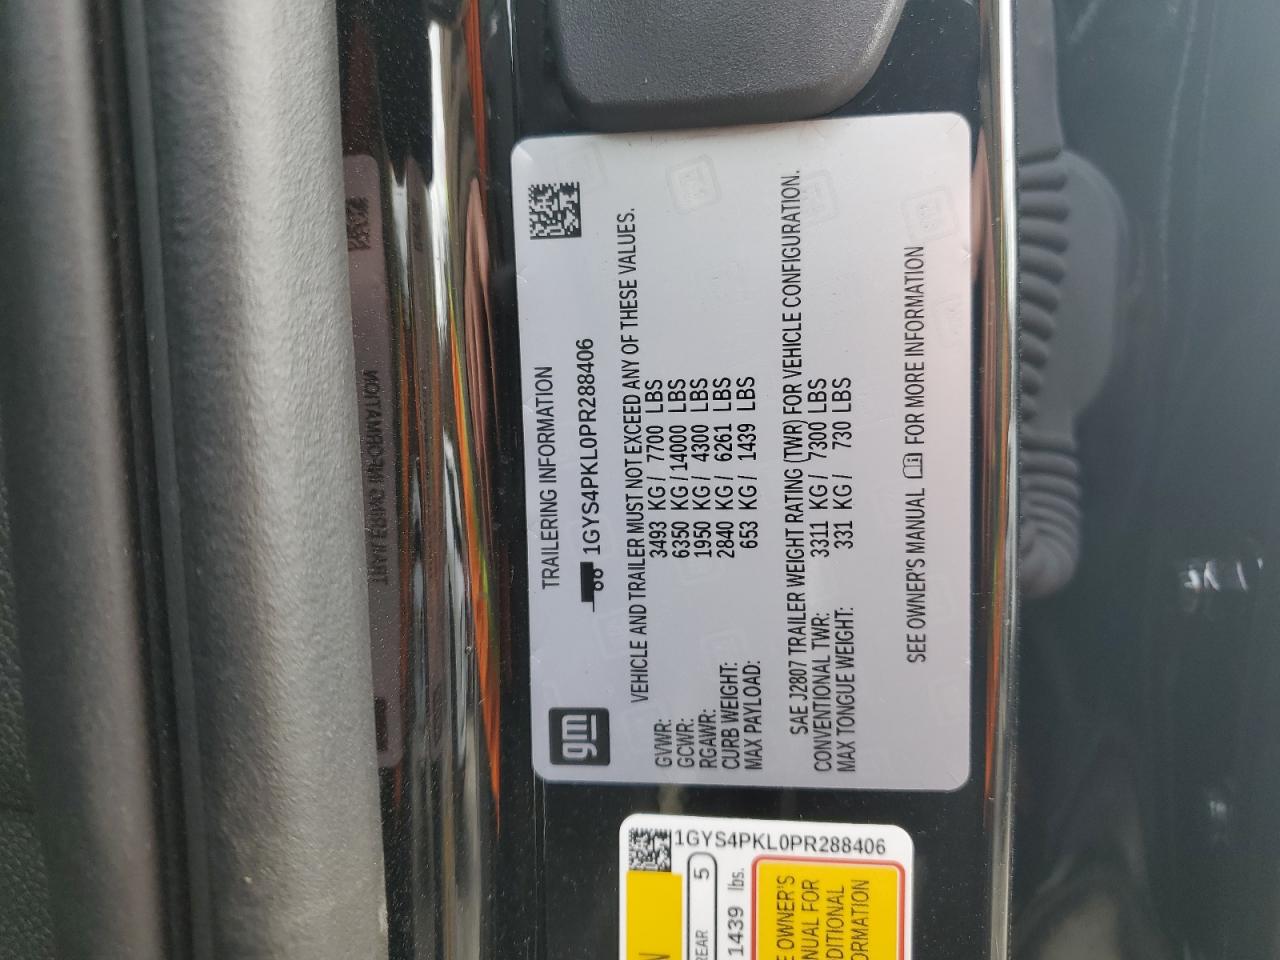 gm
TRAILERING INFORMATION
1GYS4PKL0PR288406
VEHICLE AND TRAILER MUST NOT EXCEED ANY OF THESE VALUES.
GVWR: 3493 KG / 7700 LBS
GCWR: 6350 KG / 14000 LBS
RGAWR: 1950 KG / 4300 LBS
CURB WEIGHT: 2840 KG / 6261 LBS
MAX PAYLOAD: 653 KG / 1439 LBS
SAE J2807 TRAILER WEIGHT RATING (TWR) FOR VEHICLE CONFIGURATION.
CONVENTIONAL TWR: 3311 KG / 7300 LBS
MAX TONGUE WEIGHT: 331 KG / 730 LBS
SEE OWNER'S MANUAL FOR MORE INFORMATION
1GYS4PKL0PR288406
REAR 5
1439 lbs.
OWNER'S
FOR